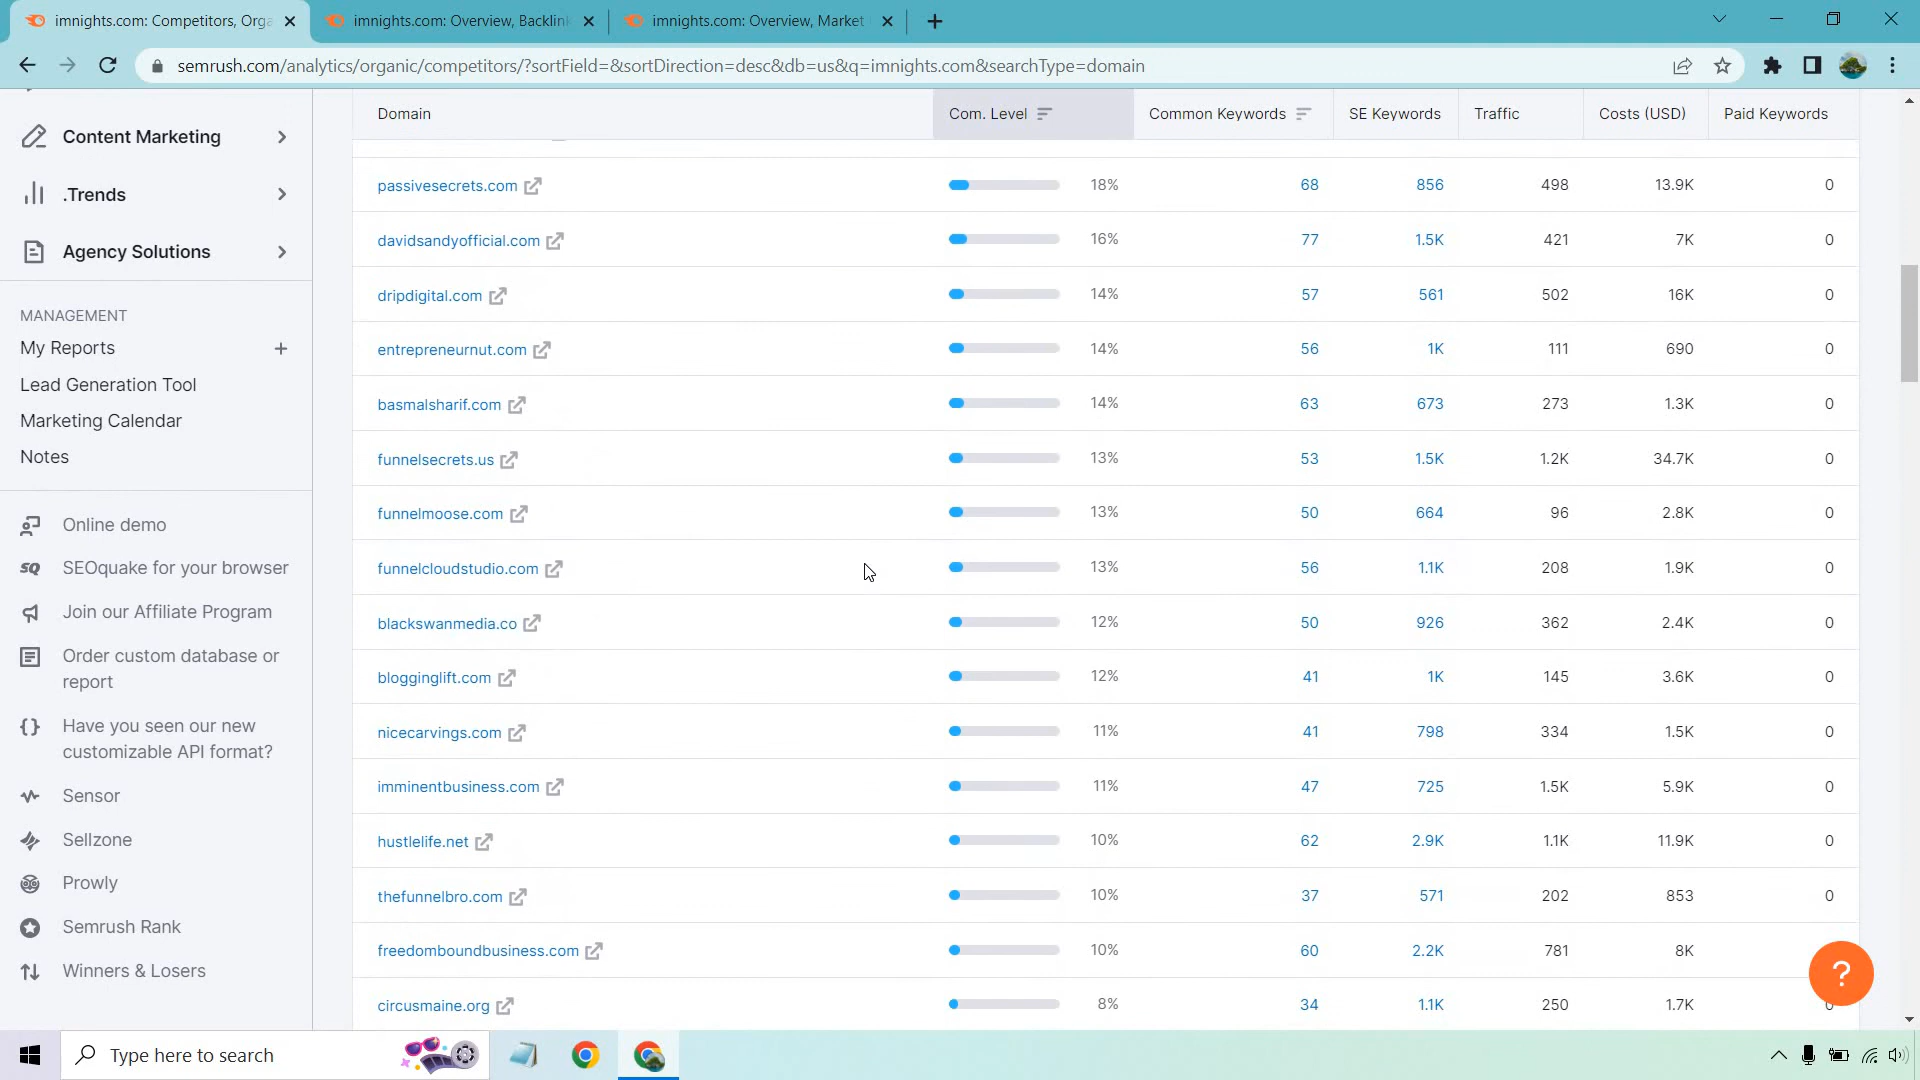 imnights.com: Competitors, Orga
imnights.com: Overview, Backlink
imnights.com: Overview, Market
semrush.com/analytics/organic/competitors/?sortField=&sortDirection=desc&db=us&q=imnights.com&searchType=domain
Content Marketing
.Trends
Agency Solutions
MANAGEMENT
My Reports
Lead Generation Tool
Marketing Calendar
Notes
Online demo
SEOquake for your browser
Join our Affiliate Program
Order custom database or
report
Have you seen our new
customizable API format?
Sensor
Sellzone
Prowly
Semrush Rank
Winners & Losers
Domain Com. Level Common Keywords SE Keywords Traffic Costs (USD) Paid Keywords
passivesecrets.com 18% 68 856 498 13.9K 0
davidsandyofficial.com 16% 77 1.5K 421 7K 0
dripdigital.com 14% 57 561 502 16K 0
entrepreneurnut.com 14% 56 1K 111 690 0
basmalsharif.com 14% 63 673 273 1.3K 0
funnelsecrets.us 13% 53 1.5K 1.2K 34.7K 0
funnelmoose.com 13% 50 664 96 2.8K 0
funnelcloudstudio.com 13% 56 1.1K 208 1.9K 0
blackswanmedia.co 12% 50 926 362 2.4K 0
blogginglift.com 12% 41 1K 145 3.6K 0
nicecarvings.com 11% 41 798 334 1.5K 0
imminentbusiness.com 11% 47 725 1.5K 5.9K 0
hustlelife.net 10% 62 2.9K 1.1K 11.9K 0
thefunnelbro.com 10% 37 571 202 853 0
freedomboundbusiness.com 10% 60 2.2K 781 8K
circusmaine.org 8% 34 1.1K 250 1.7K 0
?
Type here to search